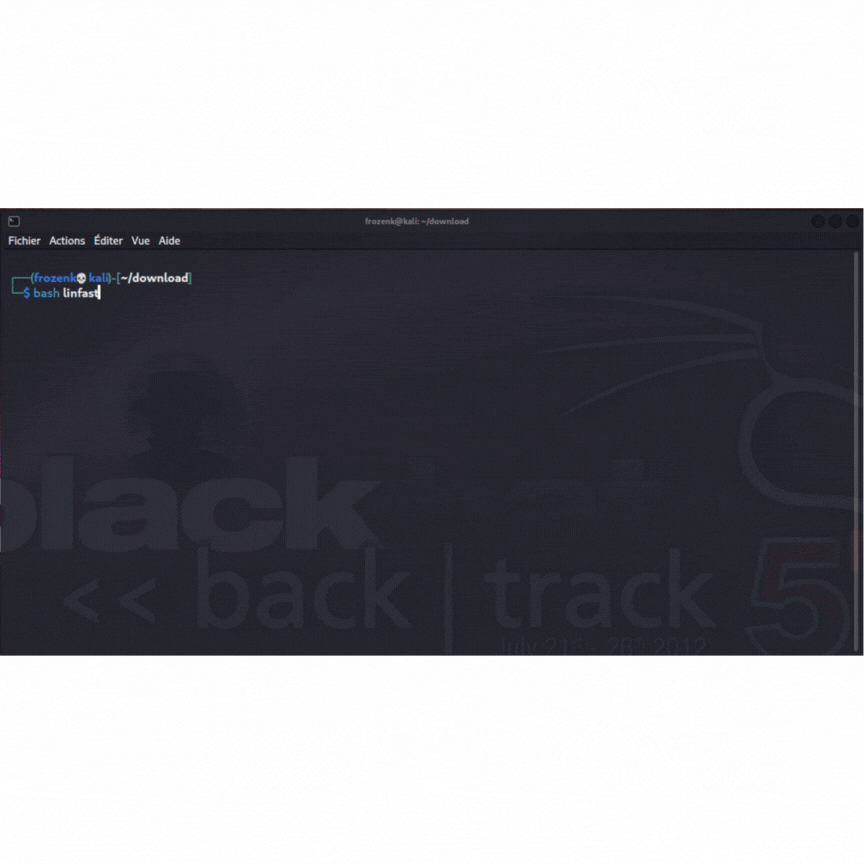 frozenk@kali: ~/download
Fichier Actions Éditer Vue Aide
(frozenk💀kali)-[~/download]
$ bash linfast
black
<< back | track 5
July 21st - 26th 2012